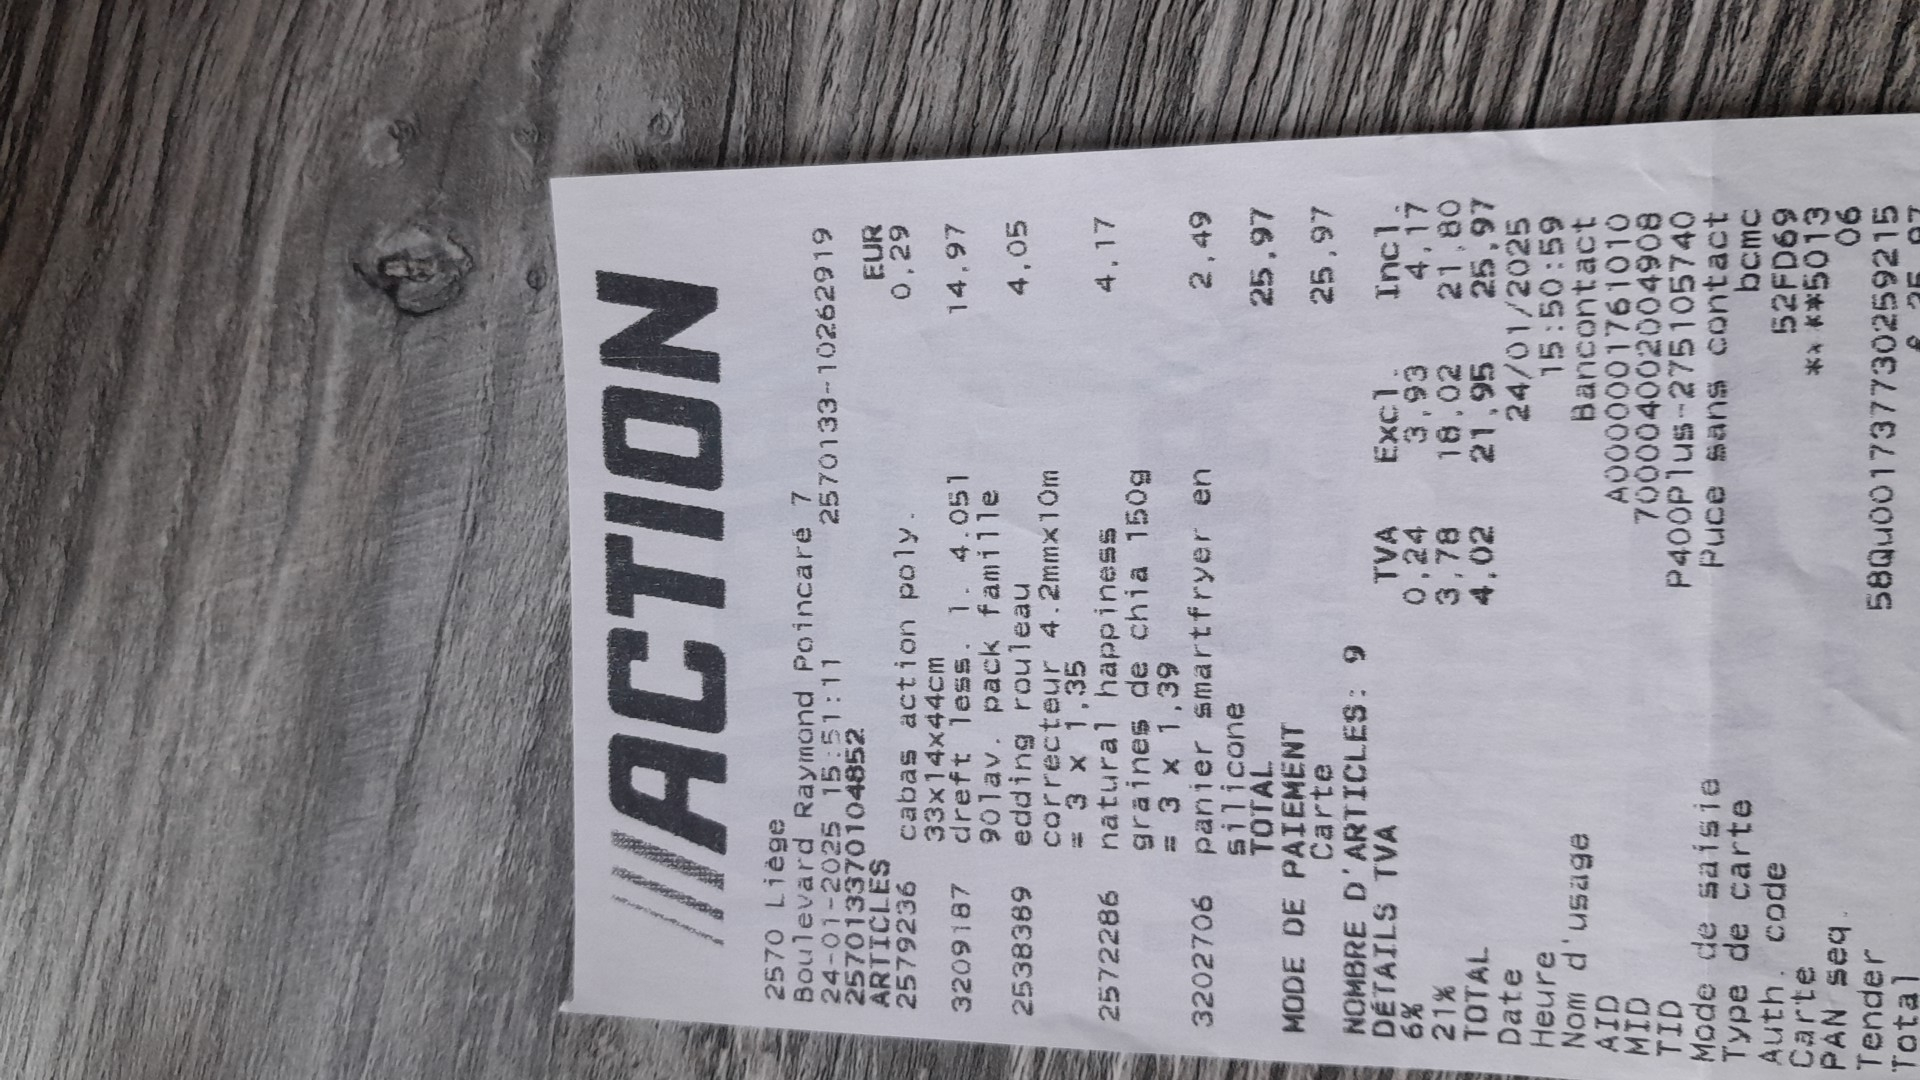 ///ACTION
2570 Liège
Boulevard Raymond Poincaré 7
24-01-2025 15:51:11 2570133-10262919
257013370104852
ARTICLES EUR
2579236 cabas action poly. 0,29
33x14x44cm
3209187 dreft less. l. 4.05l 14,97
90lav. pack famille
2538389 edding rouleau 4,05
correcteur 4.2mmx10m
= 3 x 1,35
2572286 natural happiness 4,17
graines de chia 150g
= 3 x 1,39
3202706 panier smartfryer en 2,49
silicone
TOTAL 25,97
MODE DE PAIEMENT
Carte 25,97
NOMBRE D'ARTICLES: 9
DÉTAILS TVA TVA Excl. Incl.
6% 0,24 3,93 4,17
21% 3,78 18,02 21,80
TOTAL 4,02 21,95 25,97
Date 24/01/2025
Heure 15:50:59
Nom d'usage Bancontact
AID A0000001761010
MID 700004002004908
TID P400Plus-275105740
Mode de saisie Puce sans contact
Type de carte bcmc
Auth. code 52FD69
Carte *****5013
PAN seq. 06
Tender 58Qu001737730259215
Total € 25,97